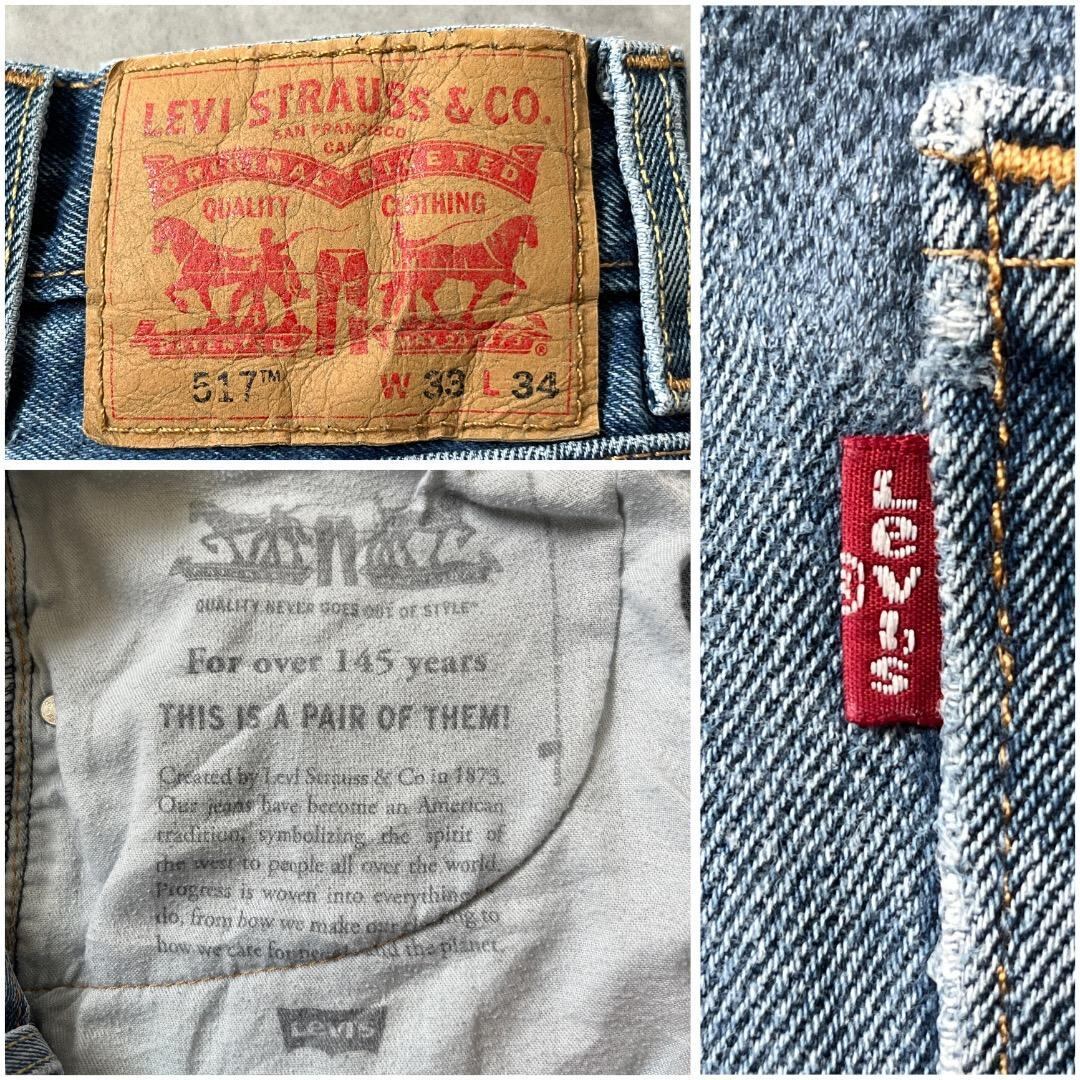 LEVI STRAUSS & CO.
SAN FRANCISCO
CAL
ORIGINAL RIVETED
QUALITY CLOTHING
517™ W 33 L 34
LEVI'S
®
QUALITY NEVER GOES OUT OF STYLE™
For over 145 years
THIS IS A PAIR OF THEM!
Created by Levi Strauss & Co in 1873.
Our jeans have become an American
tradition, symbolizing the spirit of
the west to people all over the world.
Progress is woven into everything
do, from how we make our to
how we care for and the planet.
Levi's